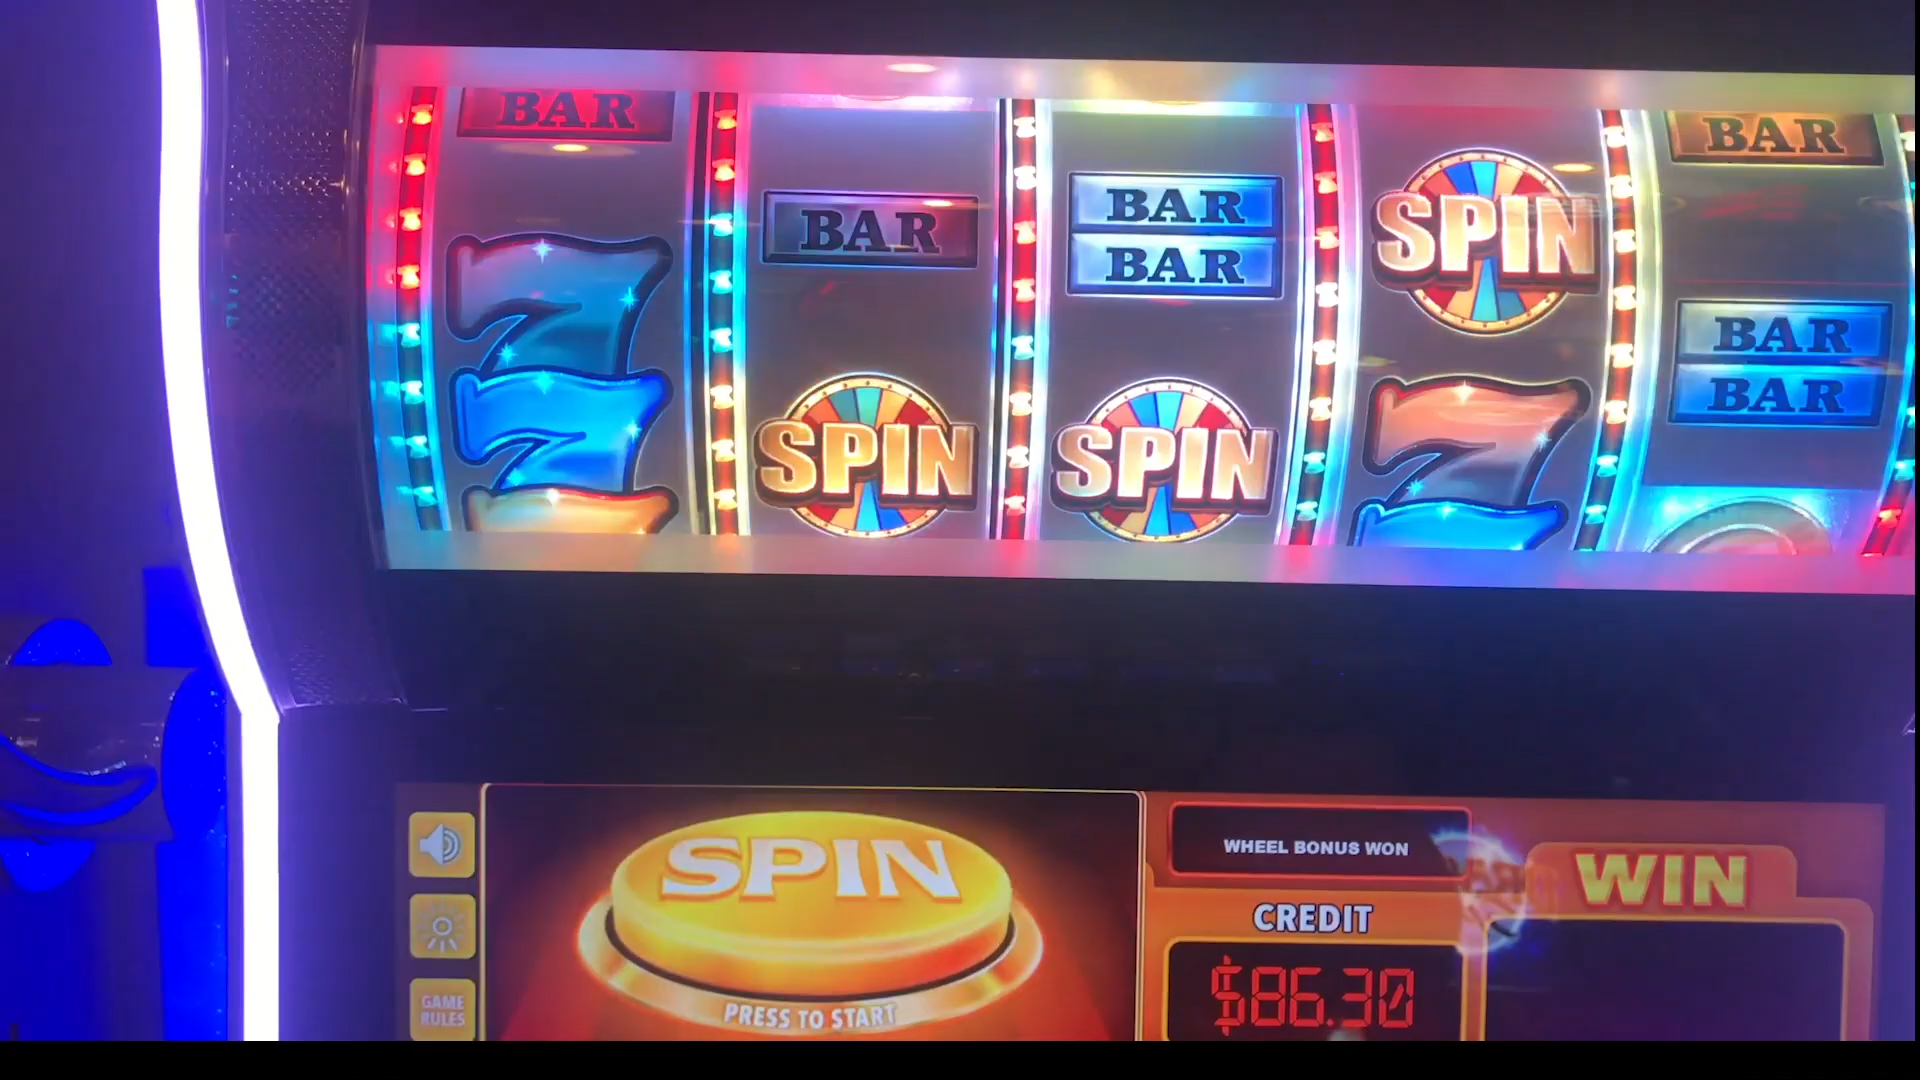 BAR
BAR
BAR
BAR
BAR
SPIN
BAR
BAR
SPIN
SPIN
SPIN
PRESS TO START
WHEEL BONUS WON
WIN
CREDIT
$86.30
GAME
RULES